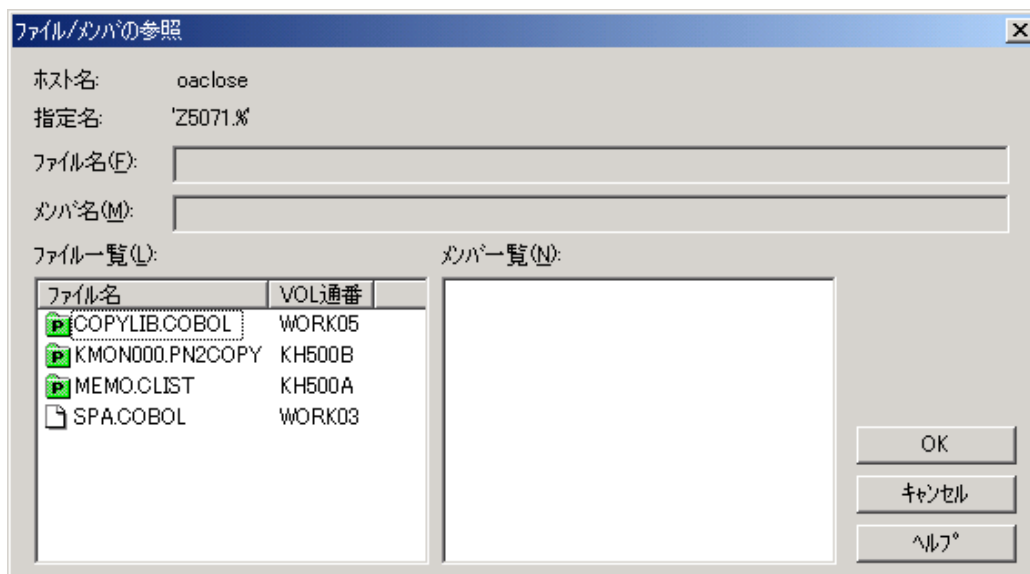 ファイル/メンバの参照
ホスト名: oaclose
指定名: 'Z5071.%'
ファイル名(F):
メンバ名(M):
ファイル一覧(L): メンバ一覧(N):
ファイル名 VOL通番
COPYLIB.COBOL WORK05
KMON000.PN2COPY KH500B
MEMO.CLIST KH500A
SPA.COBOL WORK03
OK
キャンセル
ヘルプ